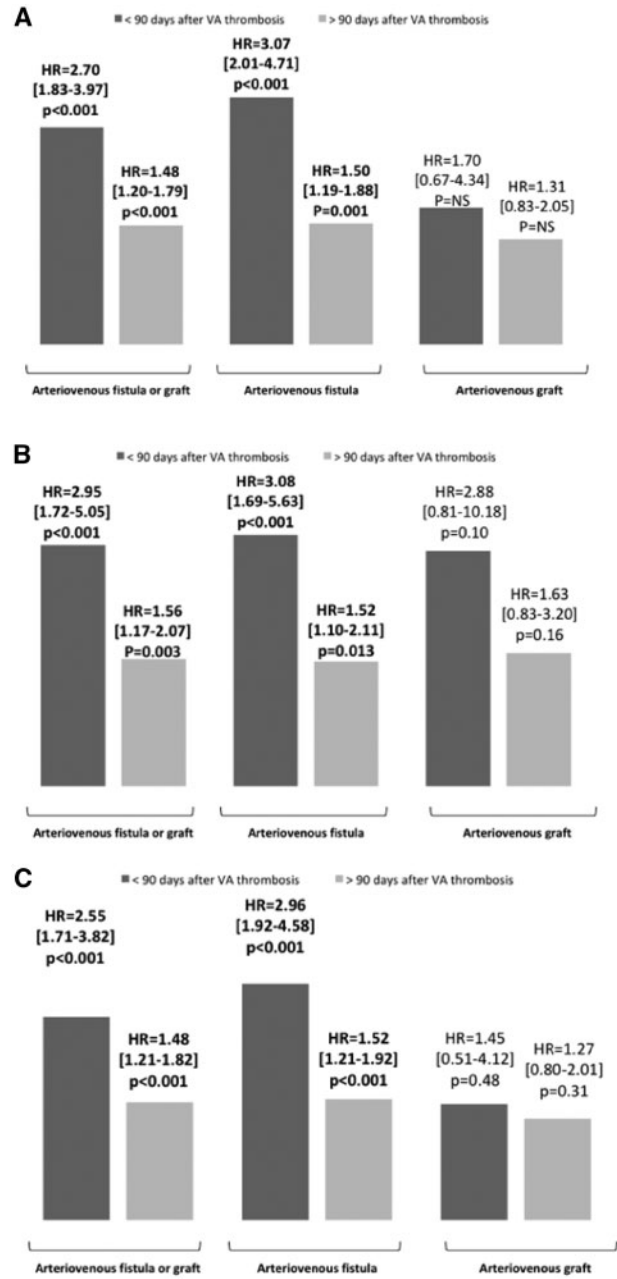 A
< 90 days after VA thrombosis > 90 days after VA thrombosis
HR=2.70
[1.83-3.97]
p<0.001
HR=1.48
[1.20-1.79]
p<0.001
HR=3.07
[2.01-4.71]
p<0.001
HR=1.50
[1.19-1.88]
P=0.001
HR=1.70
[0.67-4.34]
P=NS
HR=1.31
[0.83-2.05]
P=NS
Arteriovenous fistula or graft
Arteriovenous fistula
Arteriovenous graft
B
< 90 days after VA thrombosis > 90 days after VA thrombosis
HR=2.95
[1.72-5.05]
p<0.001
HR=1.56
[1.17-2.07]
P=0.003
HR=3.08
[1.69-5.63]
p<0.001
HR=1.52
[1.10-2.11]
p=0.013
HR=2.88
[0.81-10.18]
p=0.10
HR=1.63
[0.83-3.20]
p=0.16
Arteriovenous fistula or graft
Arteriovenous fistula
Arteriovenous graft
C
< 90 days after VA thrombosis > 90 days after VA thrombosis
HR=2.55
[1.71-3.82]
p<0.001
HR=1.48
[1.21-1.82]
p<0.001
HR=2.96
[1.92-4.58]
p<0.001
HR=1.52
[1.21-1.92]
p<0.001
HR=1.45
[0.51-4.12]
p=0.48
HR=1.27
[0.80-2.01]
p=0.31
Arteriovenous fistula or graft
Arteriovenous fistula
Arteriovenous graft